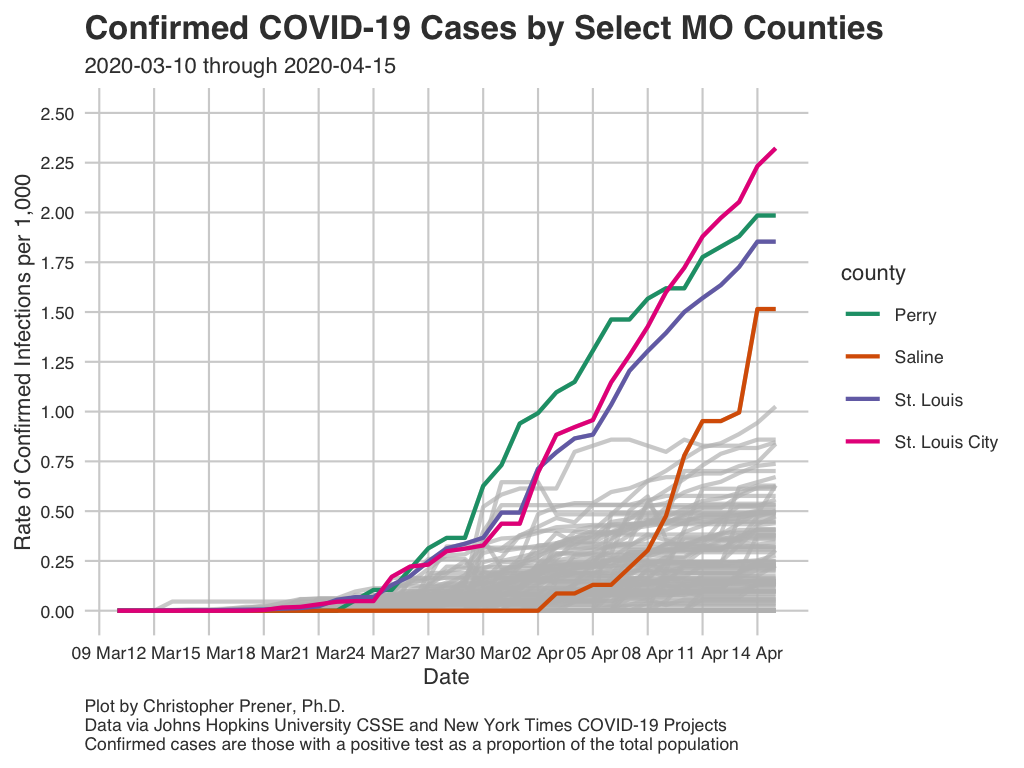 Confirmed COVID-19 Cases by Select MO Counties
2020-03-10 through 2020-04-15
Rate of Confirmed Infections per 1,000
2.50
2.25
2.00
1.75
1.50
1.25
1.00
0.75
0.50
0.25
0.00
09 Mar 12 Mar 15 Mar 18 Mar 21 Mar 24 Mar 27 Mar 30 Mar 02 Apr 05 Apr 08 Apr 11 Apr 14 Apr
Date
county
Perry
Saline
St. Louis
St. Louis City
Plot by Christopher Prener, Ph.D.
Data via Johns Hopkins University CSSE and New York Times COVID-19 Projects
Confirmed cases are those with a positive test as a proportion of the total population